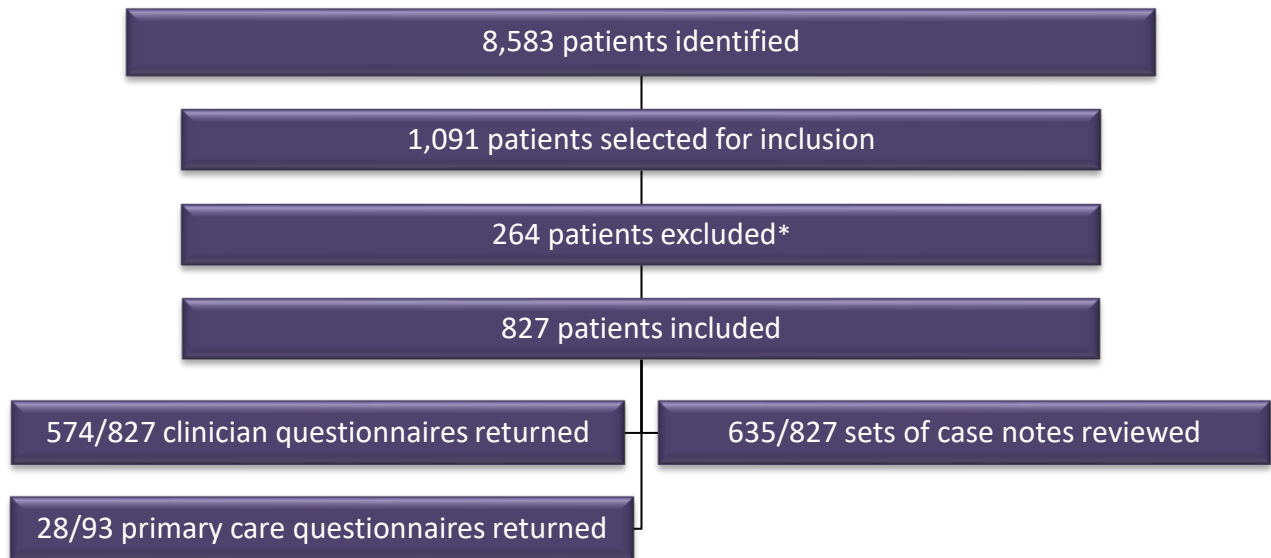 8,583 patients identified
1,091 patients selected for inclusion
264 patients excluded*
827 patients included
574/827 clinician questionnaires returned
635/827 sets of case notes reviewed
28/93 primary care questionnaires returned